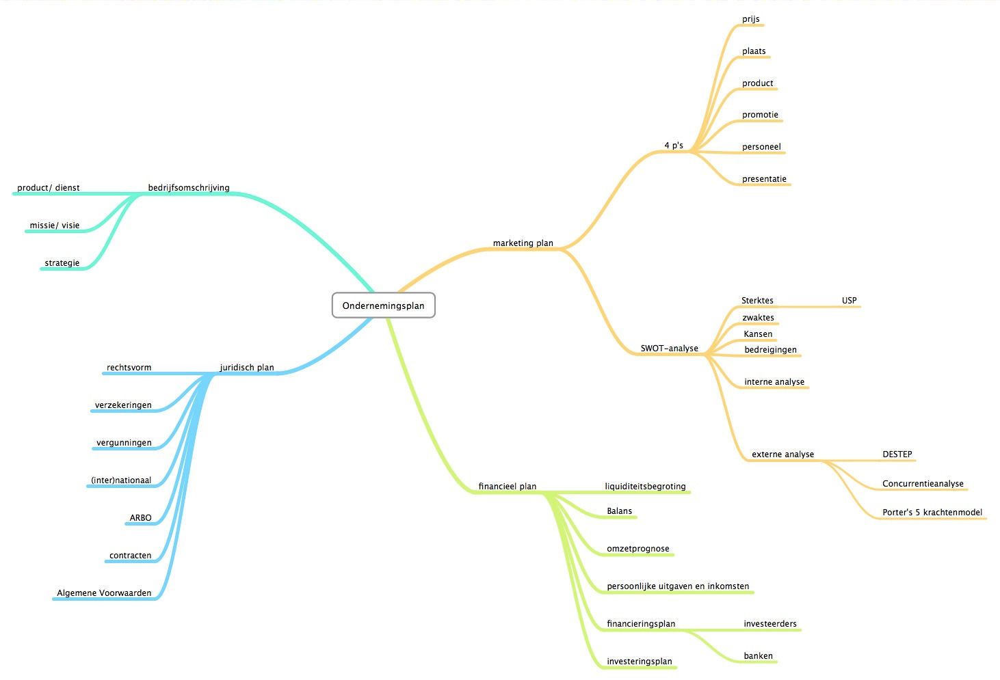 Ondernemingsplan
bedrijfsomschrijving
product/ dienst
missie/ visie
strategie
juridisch plan
rechtsvorm
verzekeringen
vergunningen
(inter)nationaal
ARBO
contracten
Algemene Voorwaarden
marketing plan
4 p's
prijs
plaats
product
promotie
personeel
presentatie
SWOT-analyse
Sterktes
USP
zwaktes
Kansen
bedreigingen
interne analyse
externe analyse
DESTEP
Concurrentieanalyse
Porter's 5 krachtenmodel
financieel plan
liquiditeitsbegroting
Balans
omzetprognose
persoonlijke uitgaven en inkomsten
financieringsplan
investeerders
banken
investeringsplan